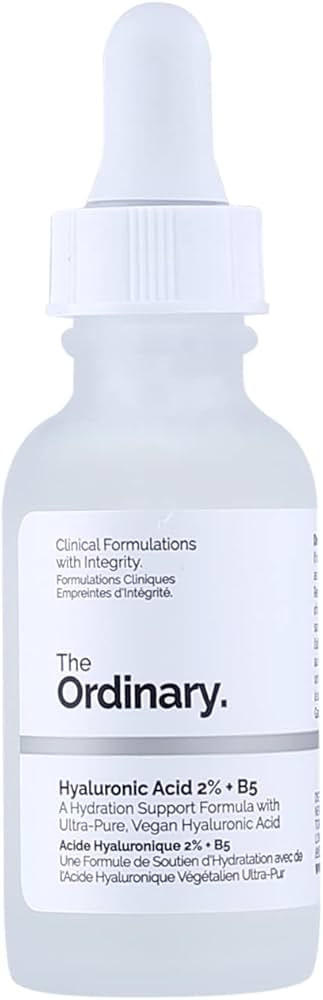 Clinical Formulations
with Integrity.
Formulations Cliniques
Empreintes d'Intégrité.
The
Ordinary.
Hyaluronic Acid 2% + B5
A Hydration Support Formula with
Ultra-Pure, Vegan Hyaluronic Acid
Acide Hyaluronique 2% + B5
Une Formule de Soutien d'Hydratation avec de
l'Acide Hyaluronique Végétalien Ultra-Pur